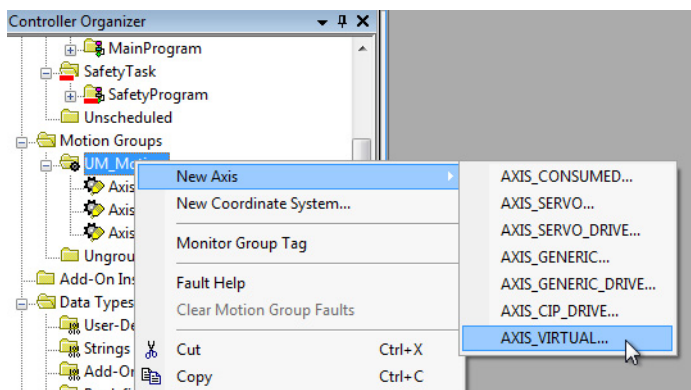 Controller Organizer
MainProgram
SafetyTask
SafetyProgram
Unscheduled
Motion Groups
UM_Mo
Axis
Axis
Axis
Ungrou
Add-On Ins
Data Types
User-De
Strings
Add-On
New Axis
New Coordinate System...
Monitor Group Tag
Fault Help
Clear Motion Group Faults
Cut Ctrl+X
Copy Ctrl+C
AXIS_CONSUMED...
AXIS_SERVO...
AXIS_SERVO_DRIVE...
AXIS_GENERIC...
AXIS_GENERIC_DRIVE...
AXIS_CIP_DRIVE...
AXIS_VIRTUAL...